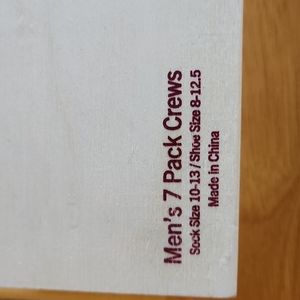 Men's 7 Pack Crews
Sock Size 10-13 / Shoe Size 8-12.5
Made in China